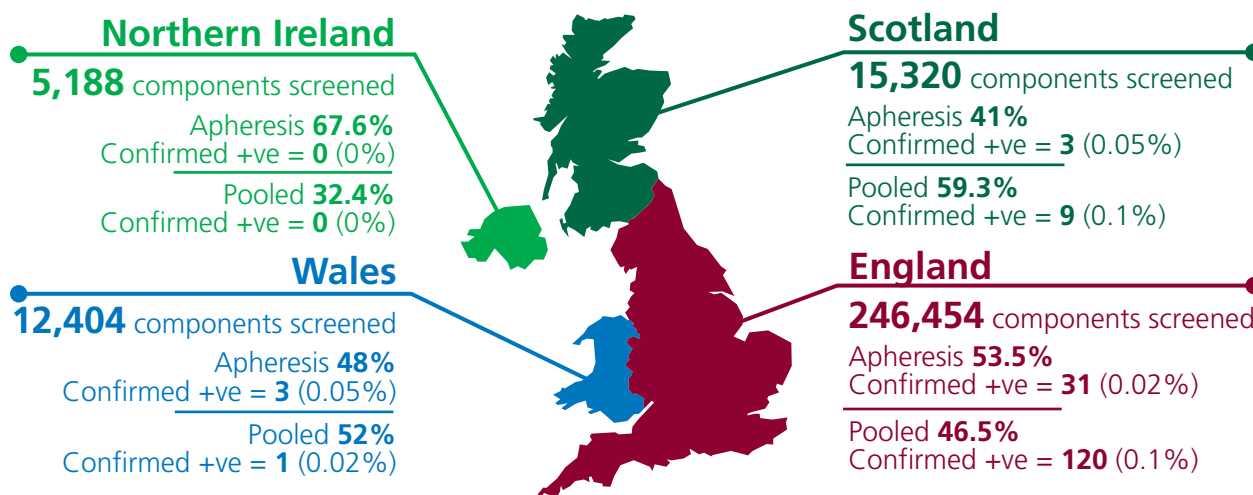 Northern Ireland
5,188 components screened
Apheresis 67.6%
Confirmed +ve = 0 (0%)
Pooled 32.4%
Confirmed +ve = 0 (0%)
Scotland
15,320 components screened
Apheresis 41%
Confirmed +ve = 3 (0.05%)
Pooled 59.3%
Confirmed +ve = 9 (0.1%)
Wales
12,404 components screened
Apheresis 48%
Confirmed +ve = 3 (0.05%)
Pooled 52%
Confirmed +ve = 1 (0.02%)
England
246,454 components screened
Apheresis 53.5%
Confirmed +ve = 31 (0.02%)
Pooled 46.5%
Confirmed +ve = 120 (0.1%)